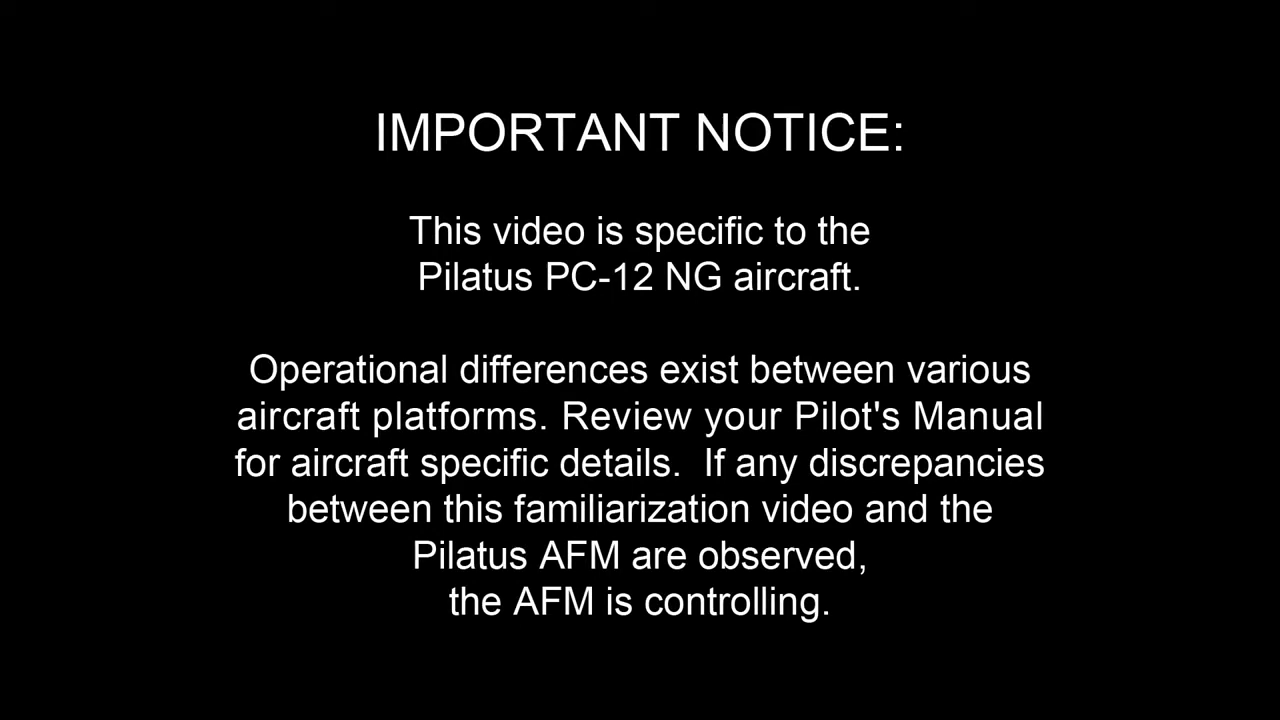 IMPORTANT NOTICE:
This video is specific to the
Pilatus PC-12 NG aircraft.
Operational differences exist between various
aircraft platforms. Review your Pilot's Manual
for aircraft specific details.  If any discrepancies
between this familiarization video and the
Pilatus AFM are observed,
the AFM is controlling.